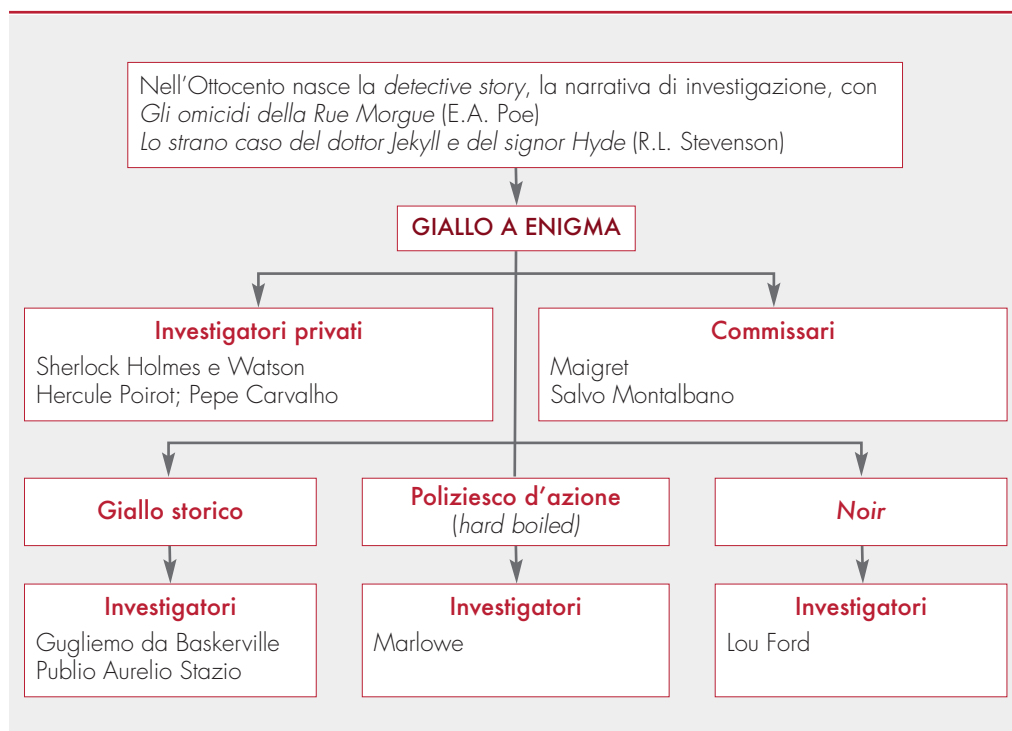 Nell'Ottocento nasce la detective story, la narrativa di investigazione, con
Gli omicidi della Rue Morgue (E.A. Poe)
Lo strano caso del dottor Jekyll e del signor Hyde (R.L. Stevenson)
GIALLO A ENIGMA
Investigatori privati
Sherlock Holmes e Watson
Hercule Poirot; Pepe Carvalho
Commissari
Maigret
Salvo Montalbano
Giallo storico
Poliziesco d'azione
(hard boiled)
Noir
Investigatori
Gugliemo da Baskerville
Publio Aurelio Stazio
Investigatori
Marlowe
Investigatori
Lou Ford